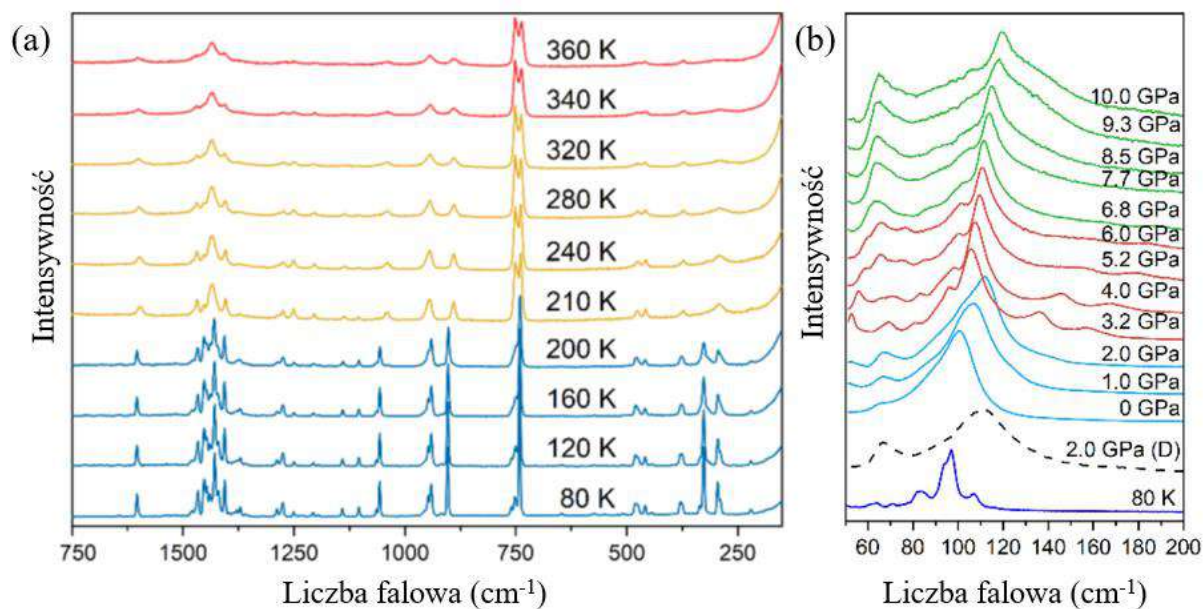 (a)
Intensywność
360 K
340 K
320 K
280 K
240 K
210 K
200 K
160 K
120 K
80 K
750 1500 1250 1000 750 500 250
Liczba falowa (cm⁻¹)
(b)
Intensywność
10.0 GPa
9.3 GPa
8.5 GPa
7.7 GPa
6.8 GPa
6.0 GPa
5.2 GPa
4.0 GPa
3.2 GPa
2.0 GPa
1.0 GPa
0 GPa
2.0 GPa (D)
80 K
60 80 100 120 140 160 180 200
Liczba falowa (cm⁻¹)